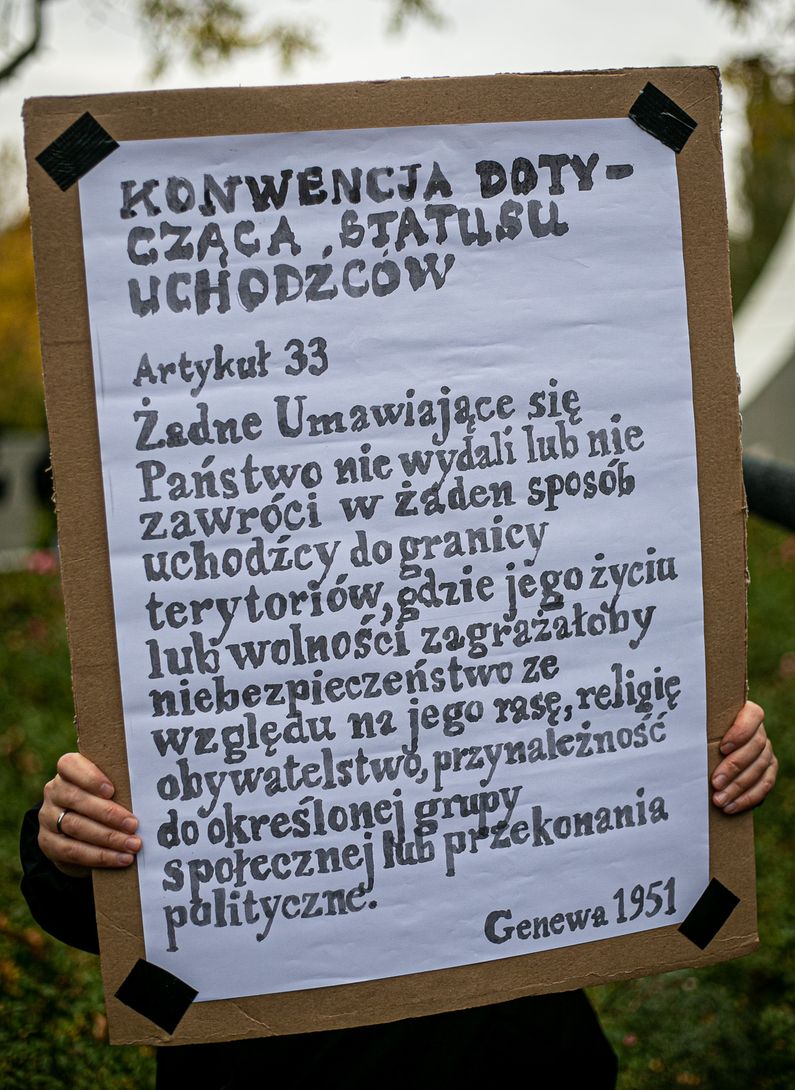 KONWENCJA DOTY-
CZĄCA STATUSU
UCHODŹCÓW
Artykuł 33
Żadne Umawiające się
Państwo nie wydali lub nie
zawróci w żaden sposób
uchodźcy do granicy
terytoriów, gdzie jego życiu
lub wolności zagrażałoby
niebezpieczeństwo ze
względu na jego rasę, religię
obywatelstwo, przynależność
do określonej grupy
społecznej lub przekonania
polityczne.
Genewa 1951